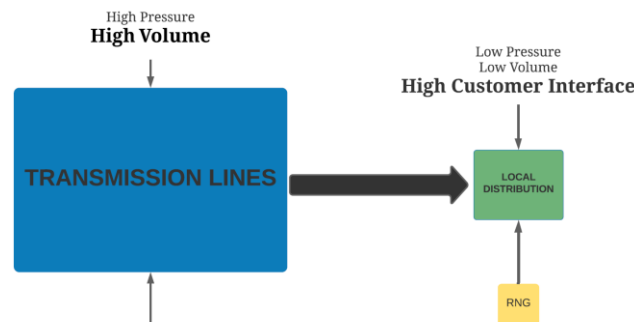 High Pressure
High Volume
Low Pressure
Low Volume
High Customer Interface
TRANSMISSION LINES
LOCAL
DISTRIBUTION
RNG